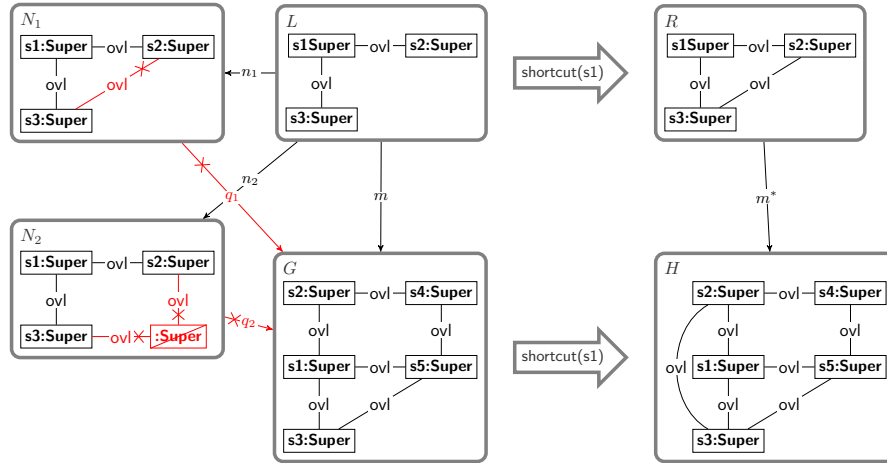 N₁
s1:Super ovl s2:Super
ovl ovl
s3:Super
n₁
L
s1Super ovl s2:Super
ovl
s3:Super
shortcut(s1)
R
s1Super ovl s2:Super
ovl ovl
s3:Super
q₁
n₂
m
m*
N₂
s1:Super ovl s2:Super
ovl ovl
s3:Super ovl :Super
q₂
G
s2:Super ovl s4:Super
ovl ovl
s1:Super ovl s5:Super
ovl ovl
s3:Super
shortcut(s1)
H
s2:Super ovl s4:Super
ovl ovl
ovl s1:Super ovl s5:Super
ovl ovl
s3:Super